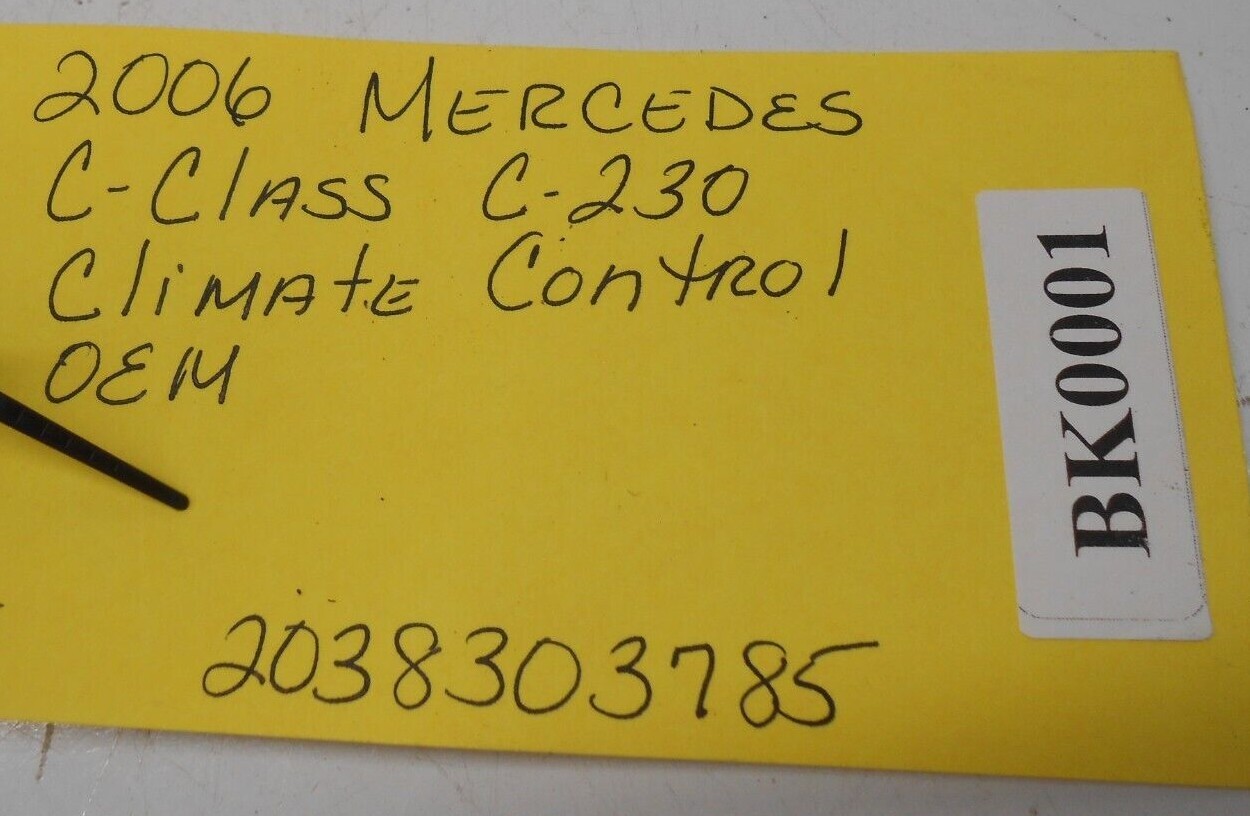 2006 MERCEDES
C-ClASS C-230
CliMAtE ContROl
OEM
2038303785
BK0001